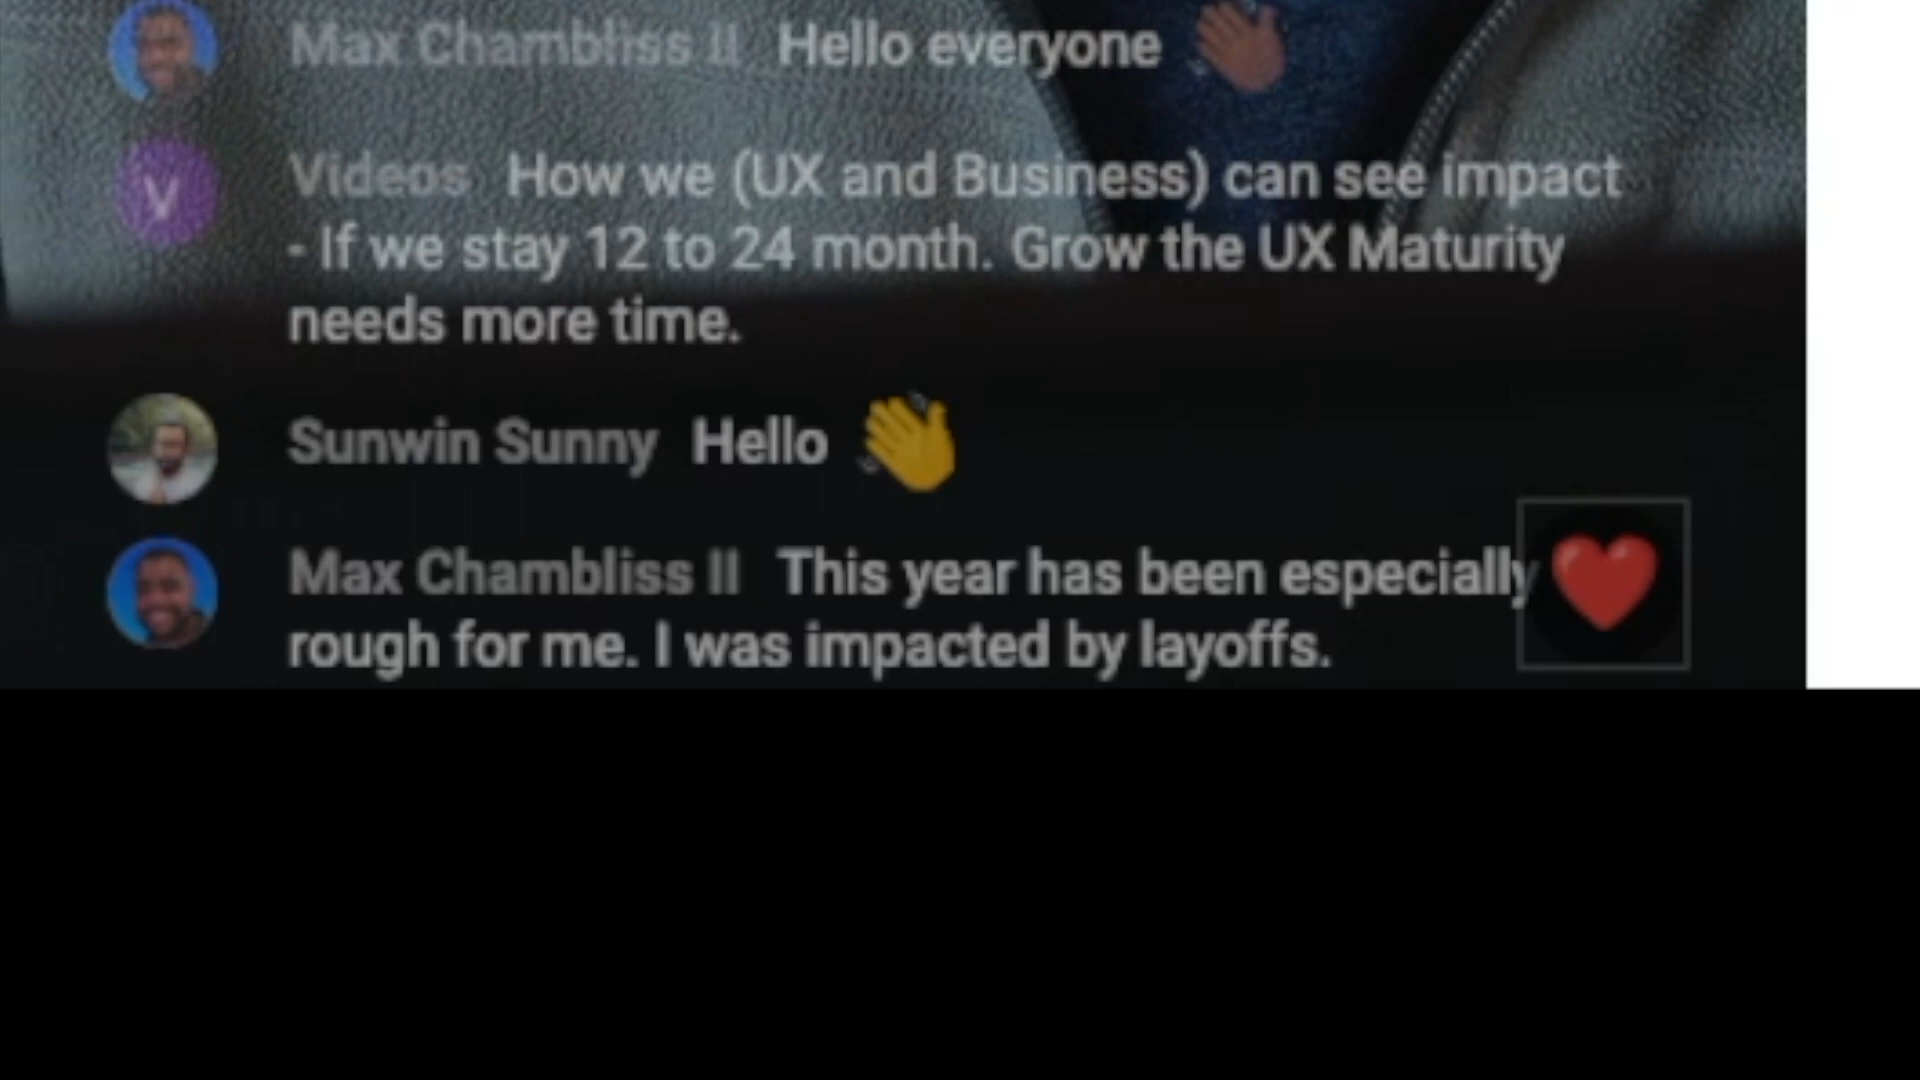 Max Chambliss II Hello everyone 👋🏾
V
Videos How we (UX and Business) can see impact
- If we stay 12 to 24 month. Grow the UX Maturity
needs more time.
Sunwin Sunny Hello 👋
Max Chambliss II This year has been especially
rough for me. I was impacted by layoffs.